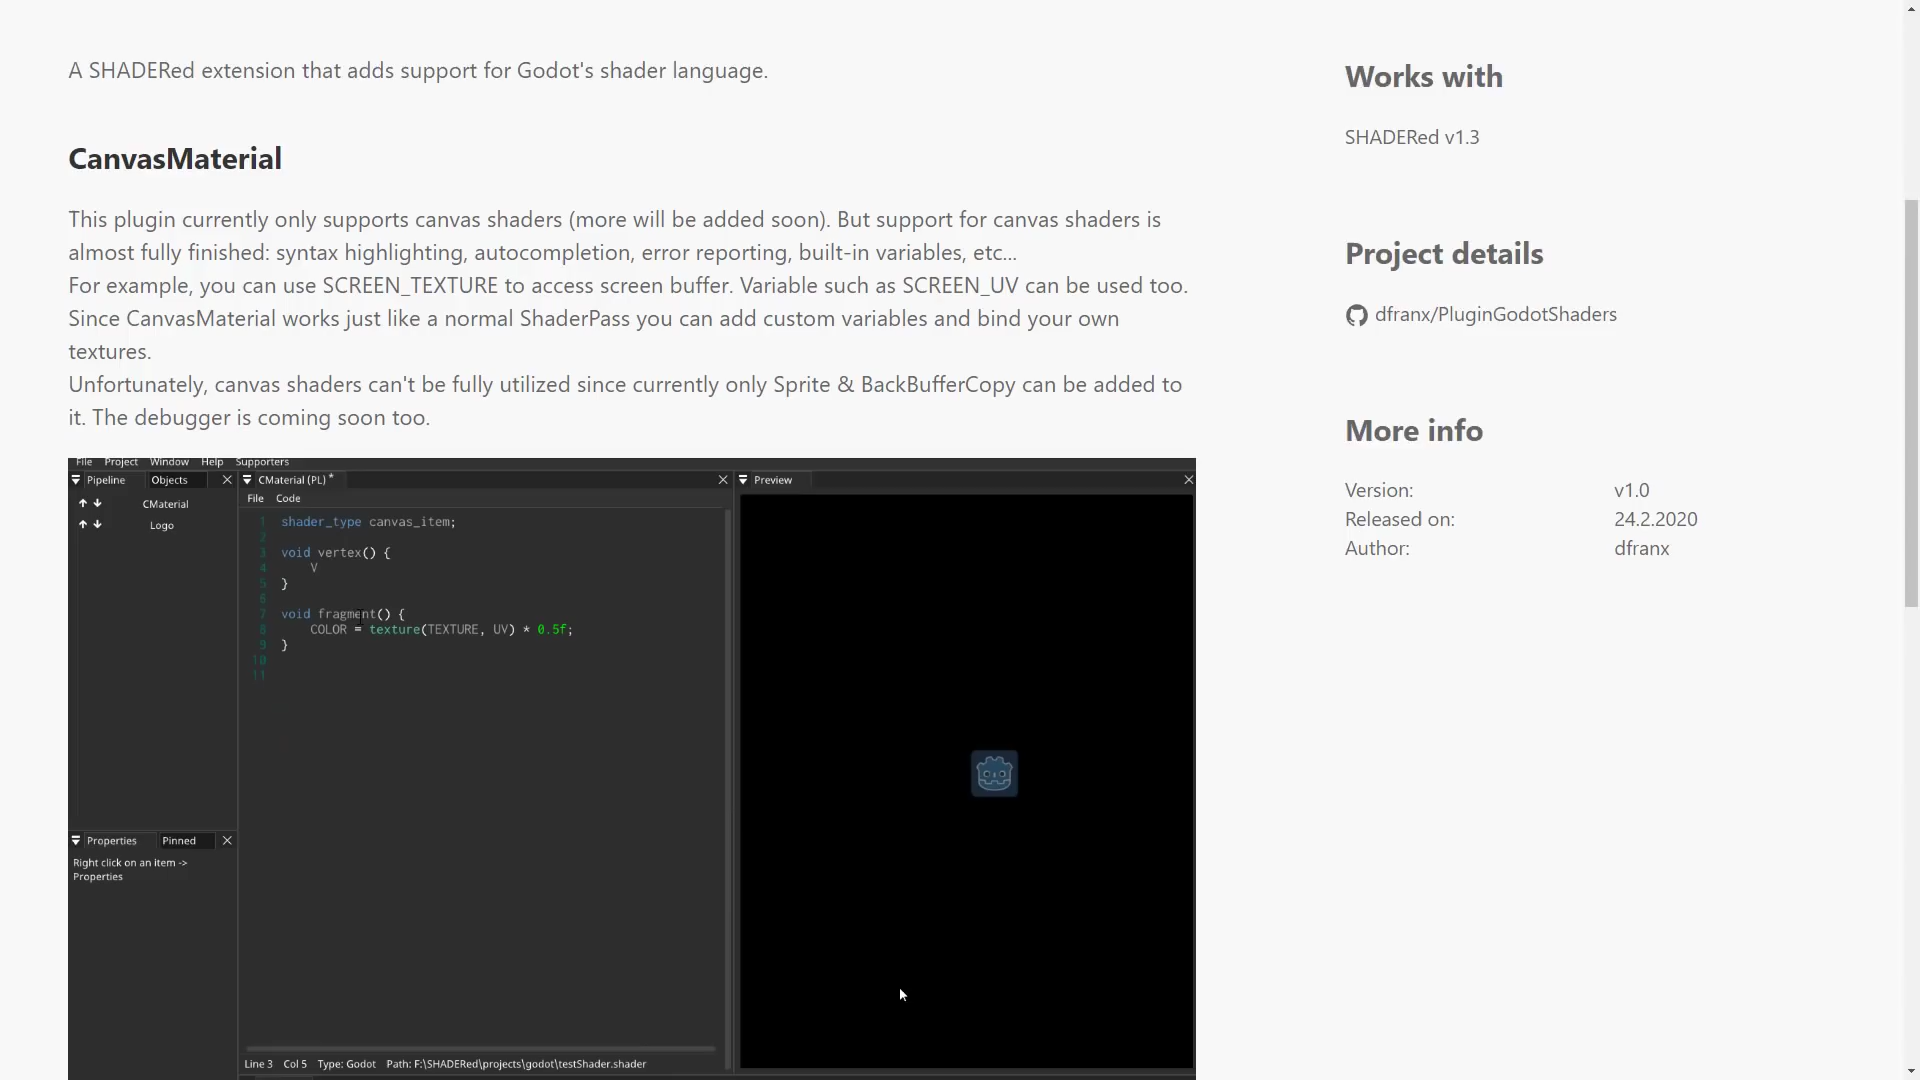 A SHADERed extension that adds support for Godot's shader language.
CanvasMaterial
This plugin currently only supports canvas shaders (more will be added soon). But support for canvas shaders is
almost fully finished: syntax highlighting, autocompletion, error reporting, built-in variables, etc...
For example, you can use SCREEN_TEXTURE to access screen buffer. Variable such as SCREEN_UV can be used too.
Since CanvasMaterial works just like a normal ShaderPass you can add custom variables and bind your own
textures.
Unfortunately, canvas shaders can't be fully utilized since currently only Sprite & BackBufferCopy can be added to
it. The debugger is coming soon too.
File Project Window Help Supporters
Pipeline Objects
CMaterial
Logo
Properties Pinned
Right click on an item ->
Properties
CMaterial (PL) *
File Code
1 shader_type canvas_item;
2
3 void vertex() {
4 V
5 }
6
7 void fragment() {
8 COLOR = texture(TEXTURE, UV) * 0.5f;
9 }
10
11
Line 3 Col 5 Type: Godot Path: F:\SHADERed\projects\godot\testShader.shader
Preview
Works with
SHADERed v1.3
Project details
dfranx/PluginGodotShaders
More info
Version: v1.0
Released on: 24.2.2020
Author: dfranx